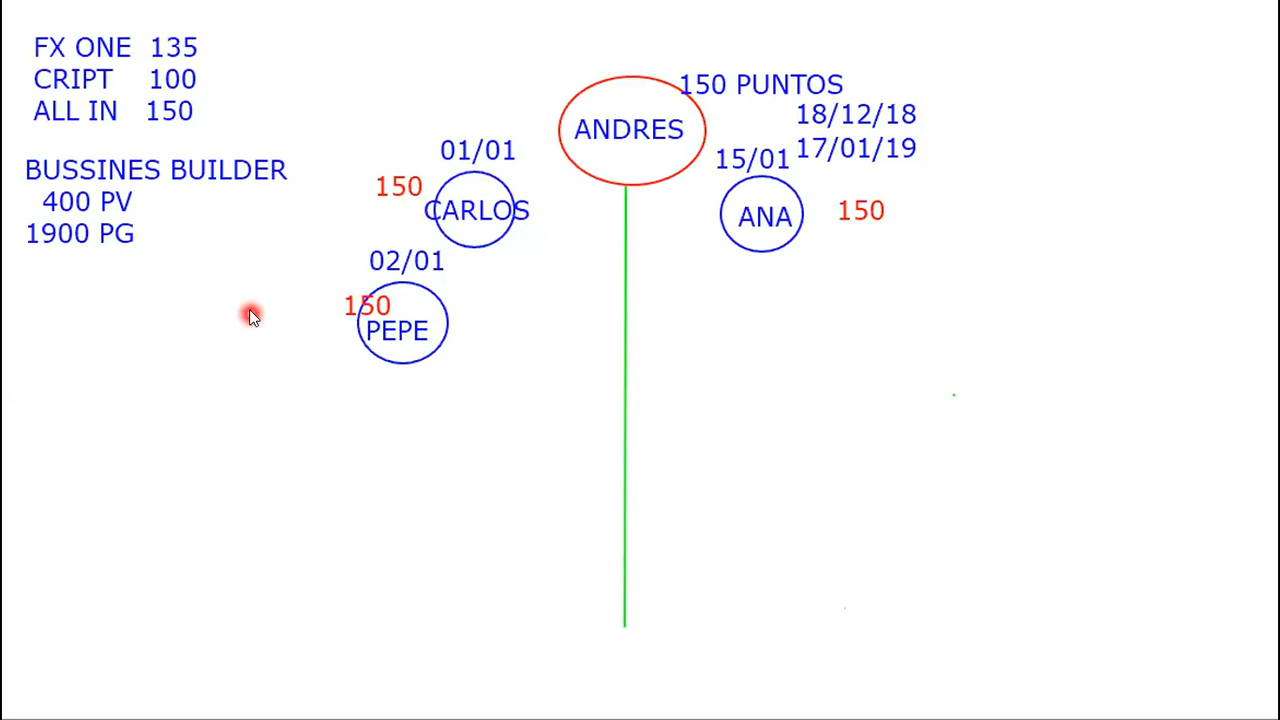 FX ONE 135
CRIPT 100
ALL IN 150
BUSSINES BUILDER
400 PV
1900 PG
150 PUNTOS
18/12/18
17/01/19
ANDRES
01/01
150
CARLOS
02/01
150
PEPE
15/01
ANA
150